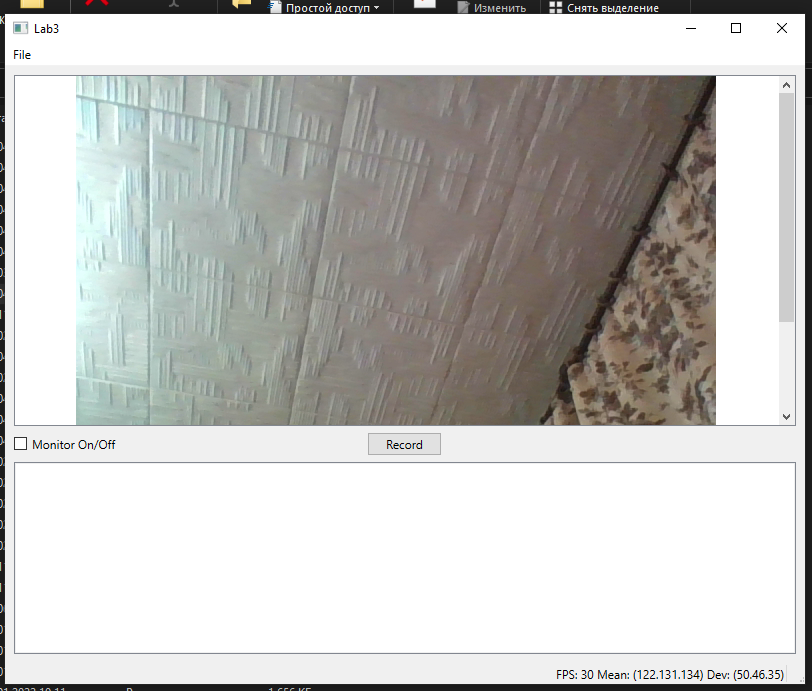 Простой доступ
Изменить
Снять выделение
Lab3
File
Monitor On/Off
Record
FPS: 30 Mean: (122.131.134) Dev: (50.46.35)